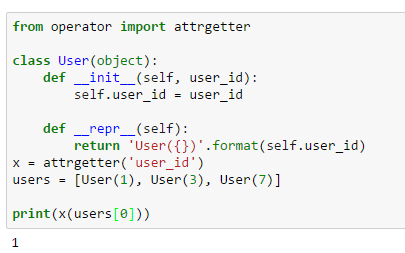 from operator import attrgetter

class User(object):
    def __init__(self, user_id):
        self.user_id = user_id

    def __repr__(self):
        return 'User({})'.format(self.user_id)
x = attrgetter('user_id')
users = [User(1), User(3), User(7)]

print(x(users[0]))
1